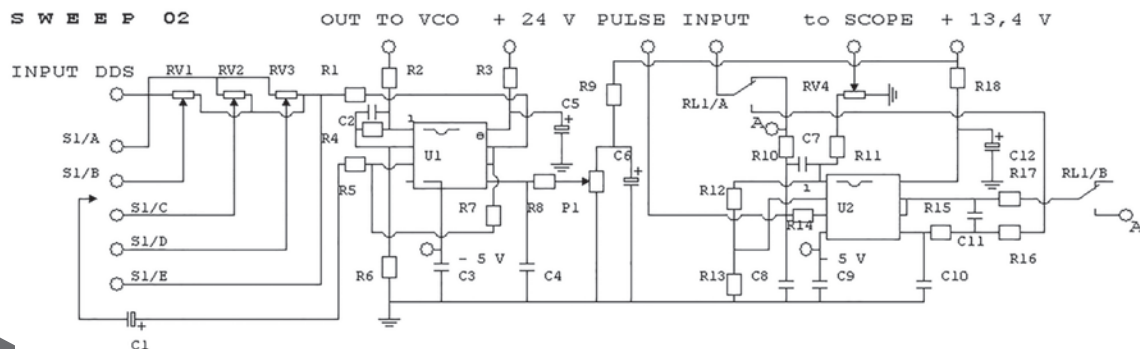 SWEEP 02 OUT TO VCO + 24 V PULSE INPUT to SCOPE + 13,4 V
INPUT DDS RV1 RV2 RV3 R1 R2 R3 R9 RL1/A RV4 R18
S1/A C2 1 C5 A
R4 U1 C6 R10 C7 R11 C12
S1/B R5 1 R17 RL1/B
S1/C R7 R8 P1 R12 U2 R15
R14 A
S1/D C11
R16
S1/E R6 - 5 V C3 C4 R13 C8 - 5 V C9 C10
C1